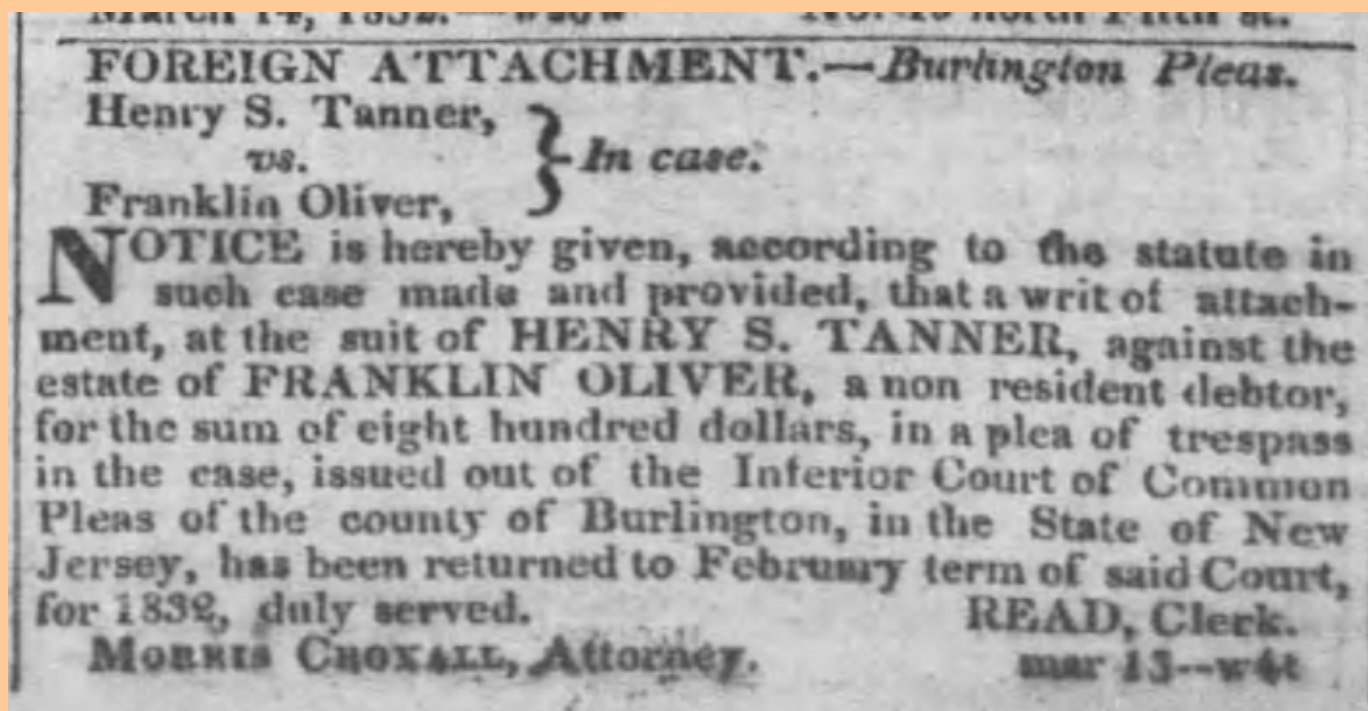 March 14, 1832.
FOREIGN ATTACHMENT.—Burlington Pleas.
Henry S. Tanner,
vs. In case.
Franklin Oliver,
NOTICE is hereby given, according to the statute in
such case made and provided, that a writ of attach-
ment, at the suit of HENRY S. TANNER, against the
estate of FRANKLIN OLIVER, a non resident debtor,
for the sum of eight hundred dollars, in a plea of trespass
in the case, issued out of the Inferior Court of Common
Pleas of the county of Burlington, in the State of New
Jersey, has been returned to February term of said Court,
for 1832, duly served. READ, Clerk.
MORRIS CROXALL, Attorney. mar 13--w4t